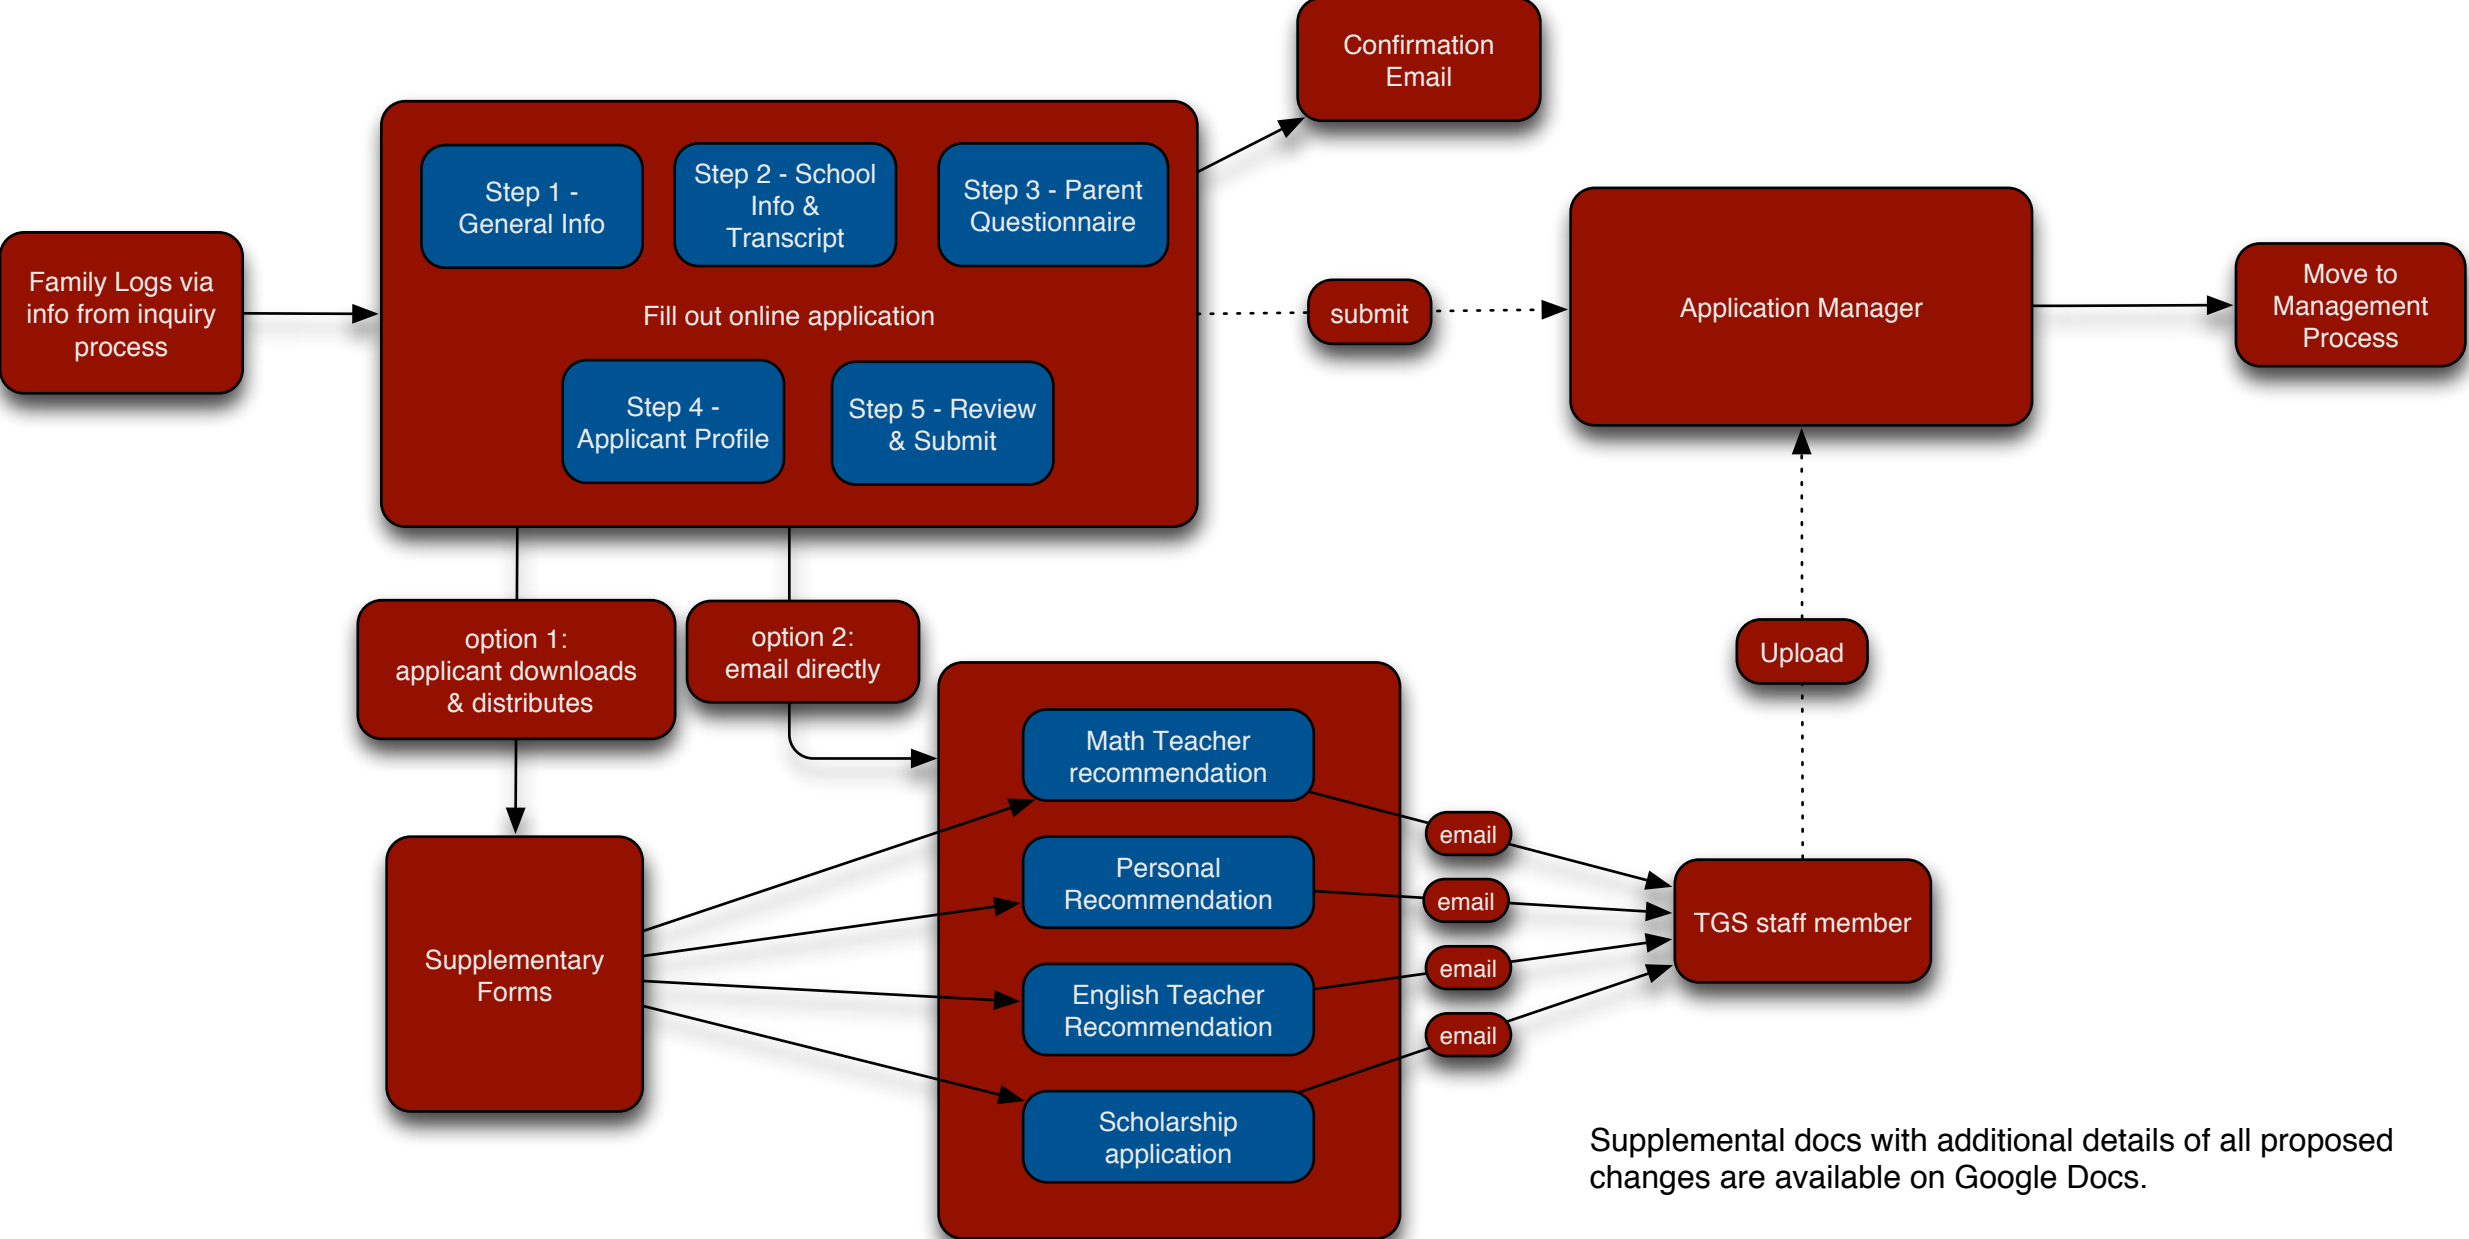 Confirmation
Email
Step 1 -
General Info
Step 2 - School
Info &
Transcript
Step 3 - Parent
Questionnaire
Family Logs via
info from inquiry
process
Fill out online application
submit
Application Manager
Move to
Management
Process
Step 4 -
Applicant Profile
Step 5 - Review
& Submit
option 1:
applicant downloads
& distributes
option 2:
email directly
Upload
Math Teacher
recommendation
email
Personal
Recommendation
email
TGS staff member
Supplementary
Forms
English Teacher
Recommendation
email
email
Scholarship
application
Supplemental docs with additional details of all proposed
changes are available on Google Docs.